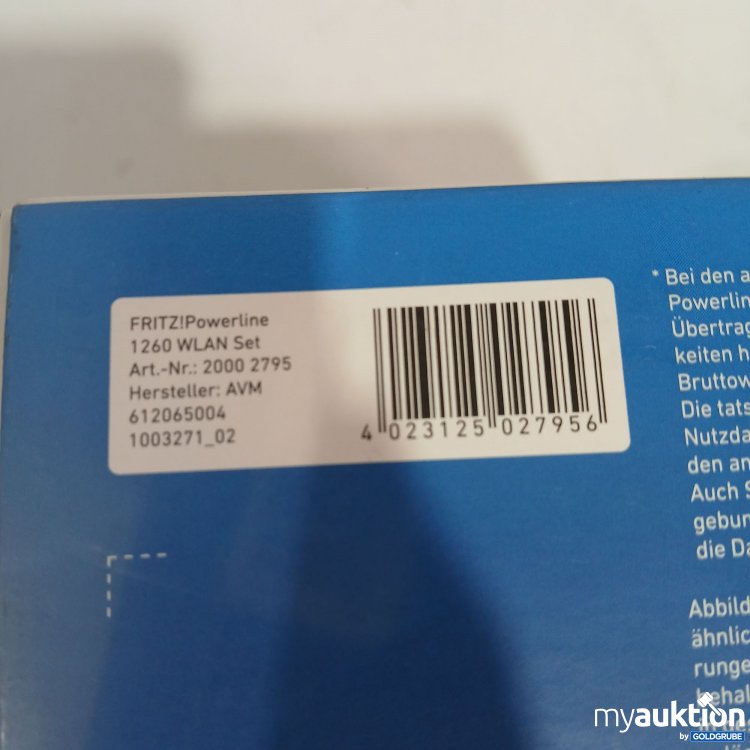 FRITZ!Powerline
1260 WLAN Set
Art.-Nr.: 2000 2795
Hersteller: AVM
612065004
1003271_02
4 023125 027956
* Bei den a
Powerlin
Übertrag
keiten h
Bruttow
Die tats
Nutzda
den an
Auch S
gebun
die Da
Abbild
ähnlic
runge
behal
myauktion
by GOLDGRUBE